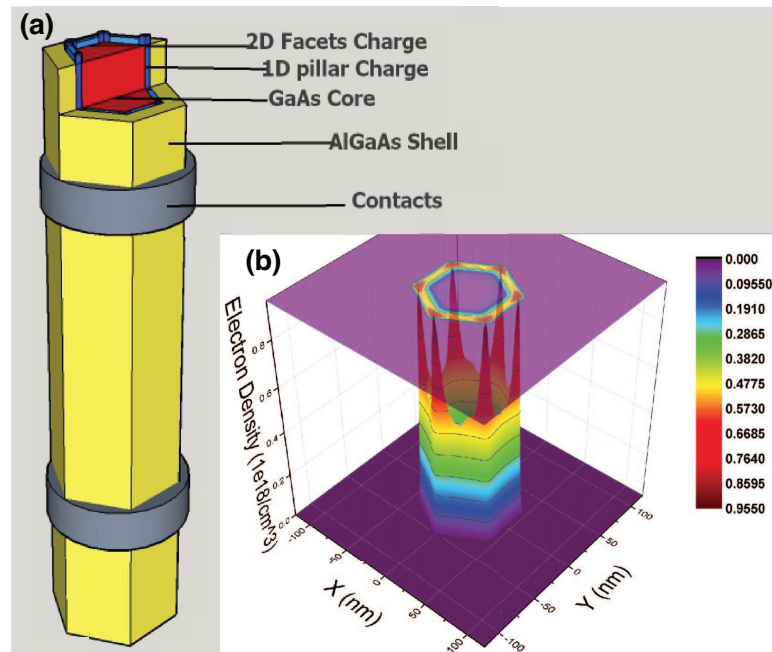 (a)
2D Facets Charge
1D pillar Charge
GaAs Core
AlGaAs Shell
Contacts
(b)
Electron Density (1e18/cm^3)
0.8
0.6
0.4
0.2
0.0
-100
-50
0
50
100
X (nm)
-100
-50
0
50
100
Y (nm)
0.000
0.09550
0.1910
0.2865
0.3820
0.4775
0.5730
0.6685
0.7640
0.8595
0.9550